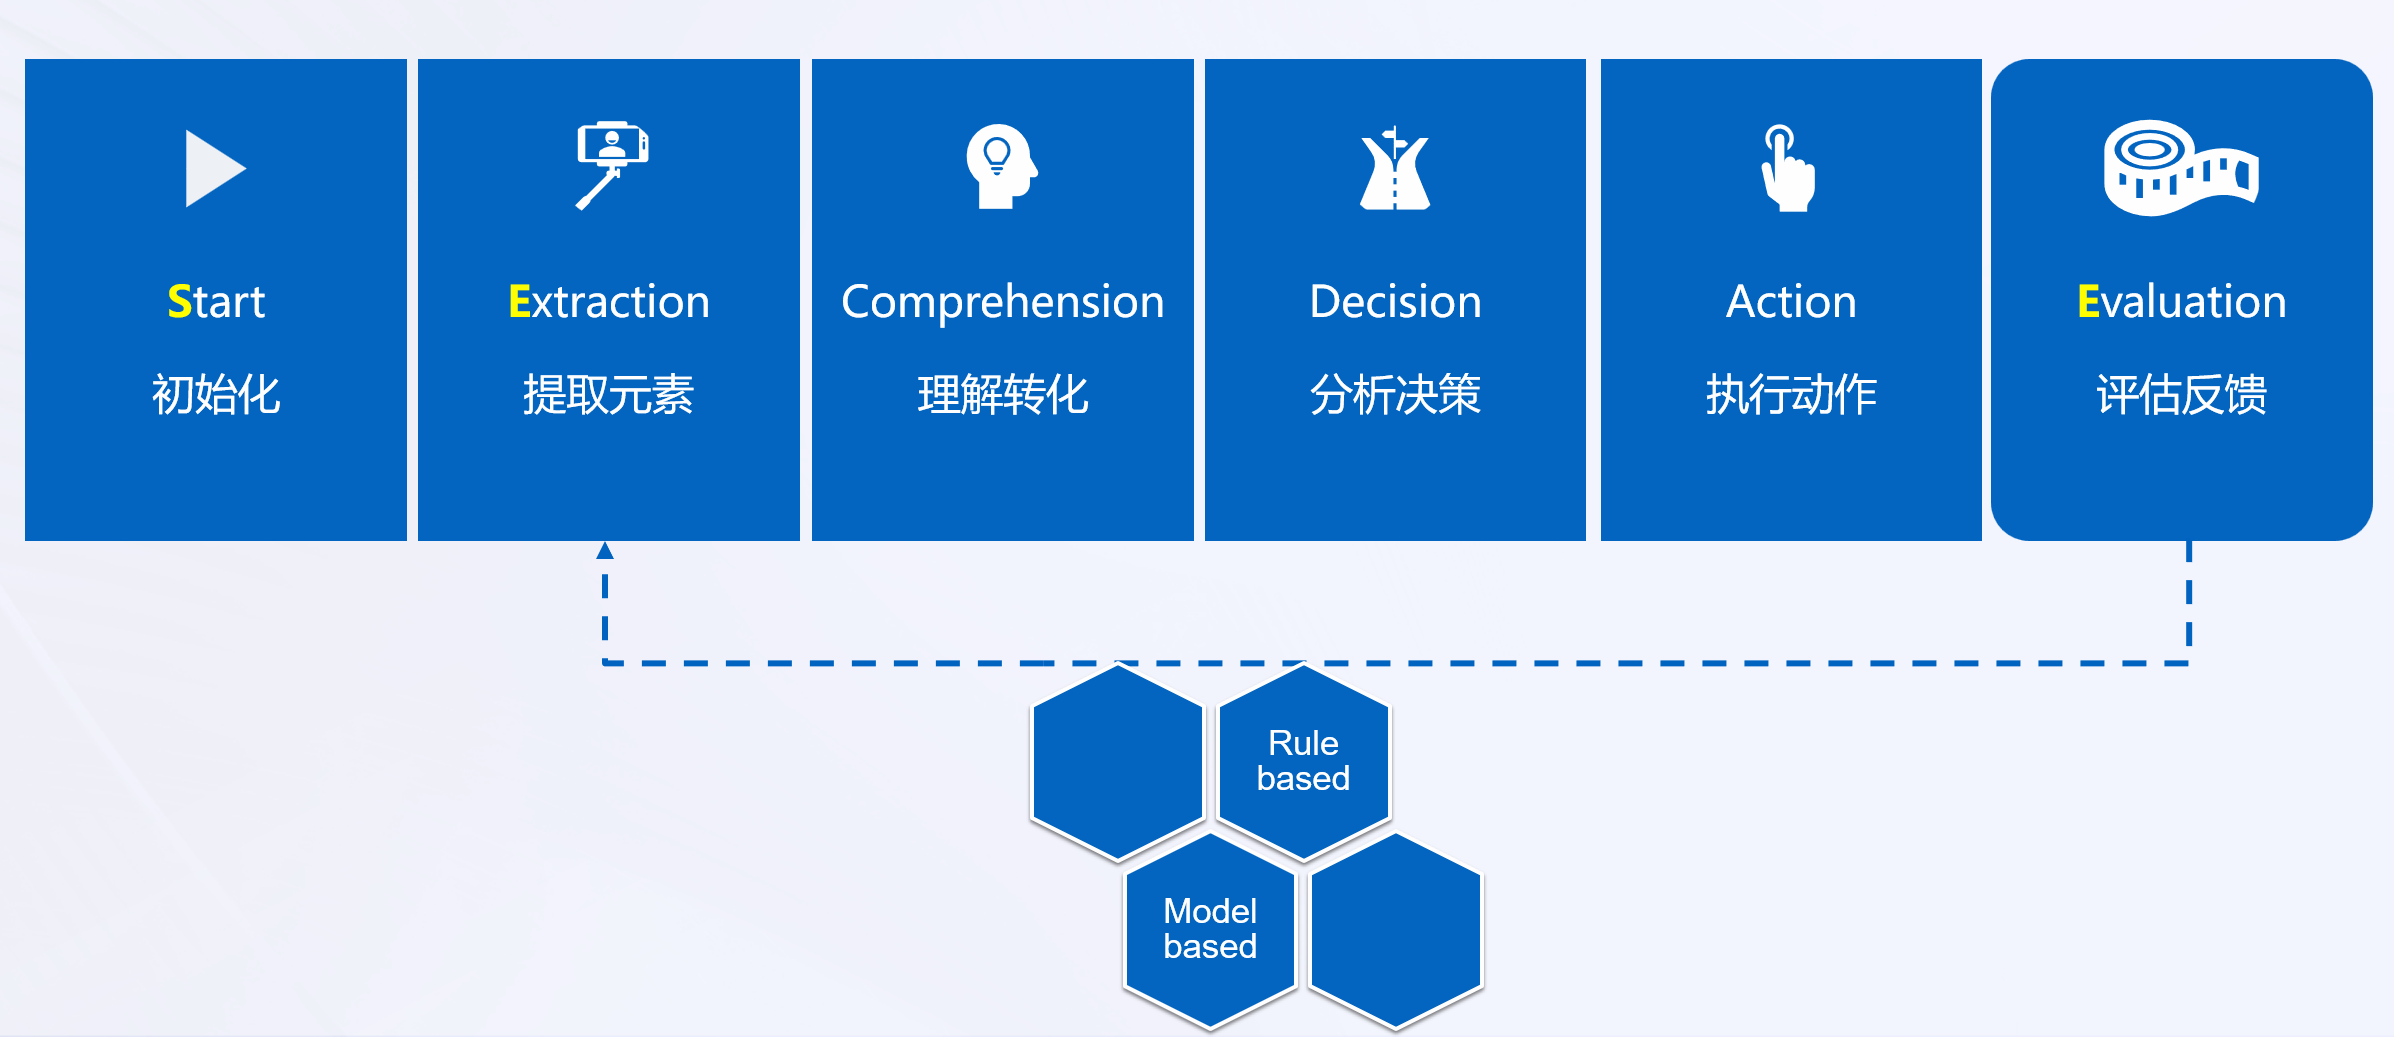 Start
初始化
Extraction
提取元素
Comprehension
理解转化
Decision
分析决策
Action
执行动作
Evaluation
评估反馈
Rule
based
Model
based